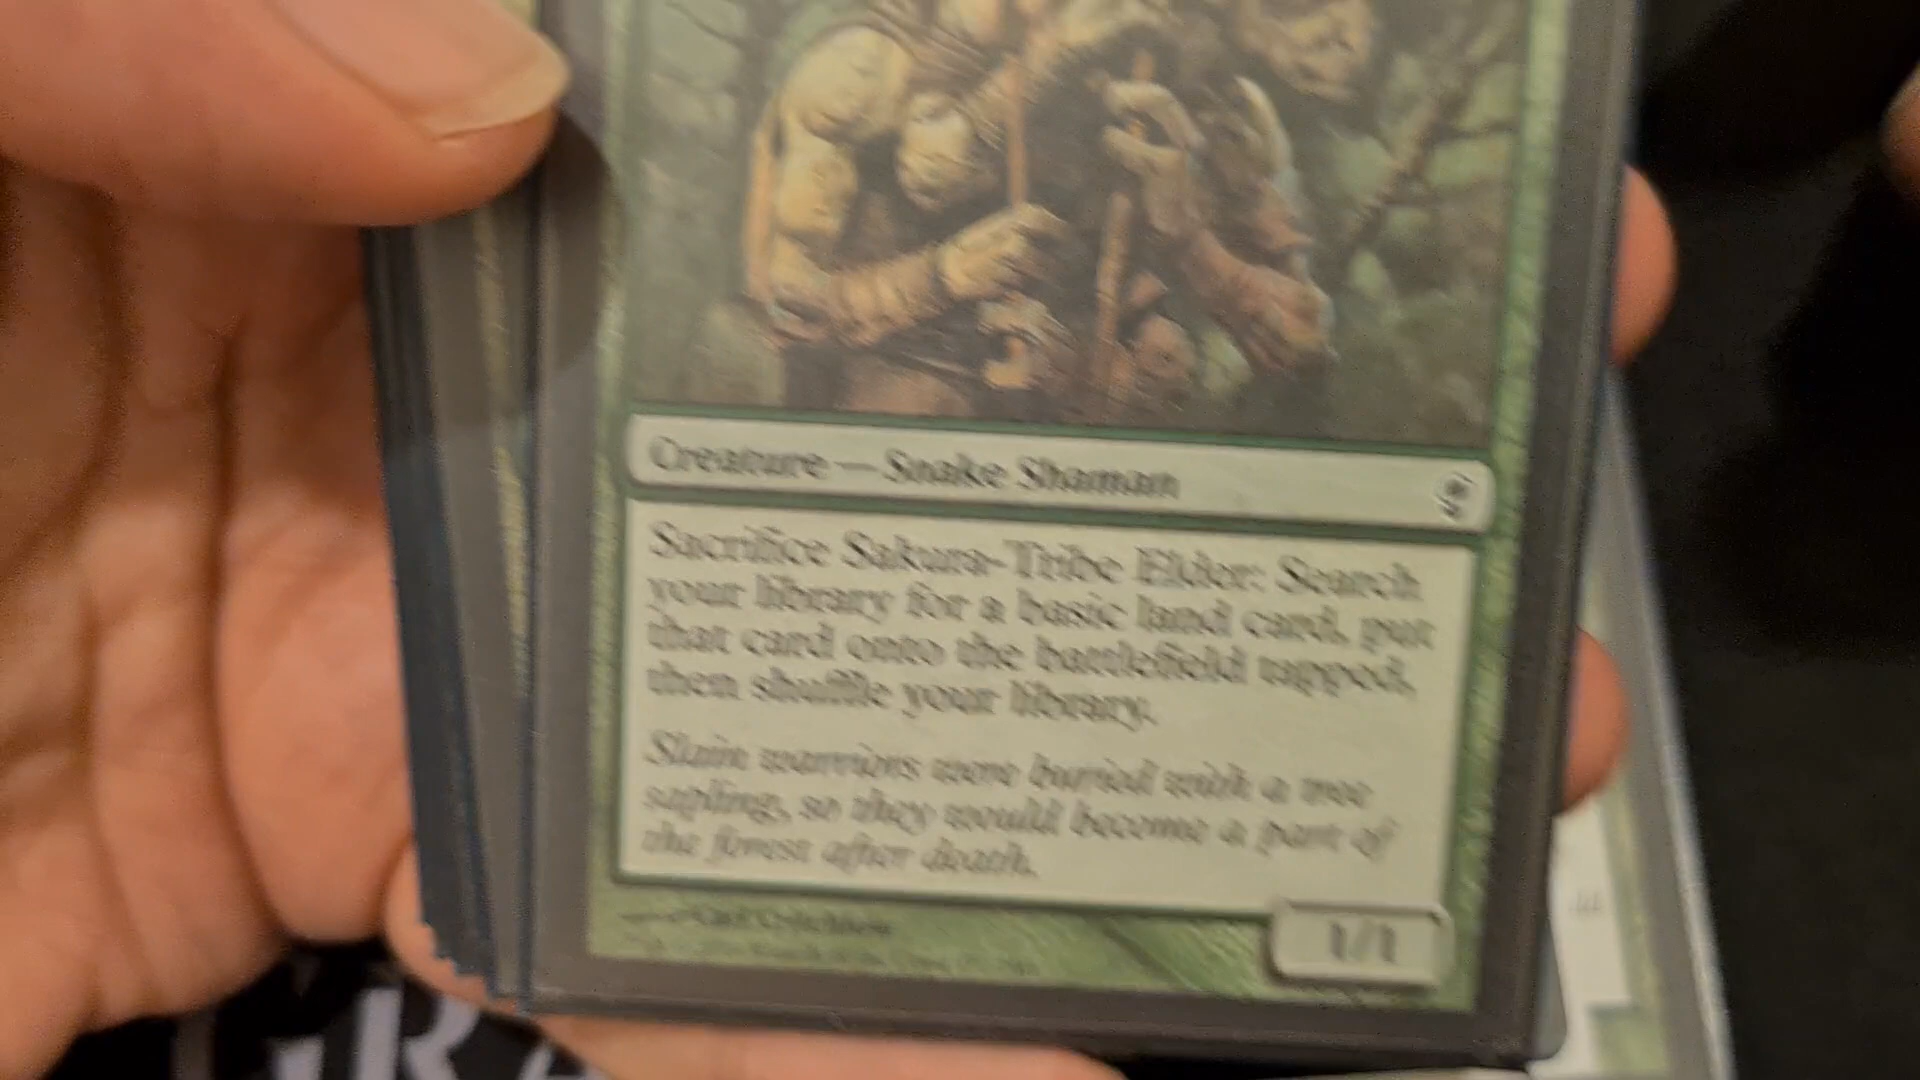 Creature — Snake Shaman
Sacrifice Sakura-Tribe Elder: Search
your library for a basic land card, put
that card onto the battlefield tapped,
then shuffle your library.
Slain warriors were buried with a tree
sapling, so they would become a part of
the forest after death.
Carl Critchlow
1/1